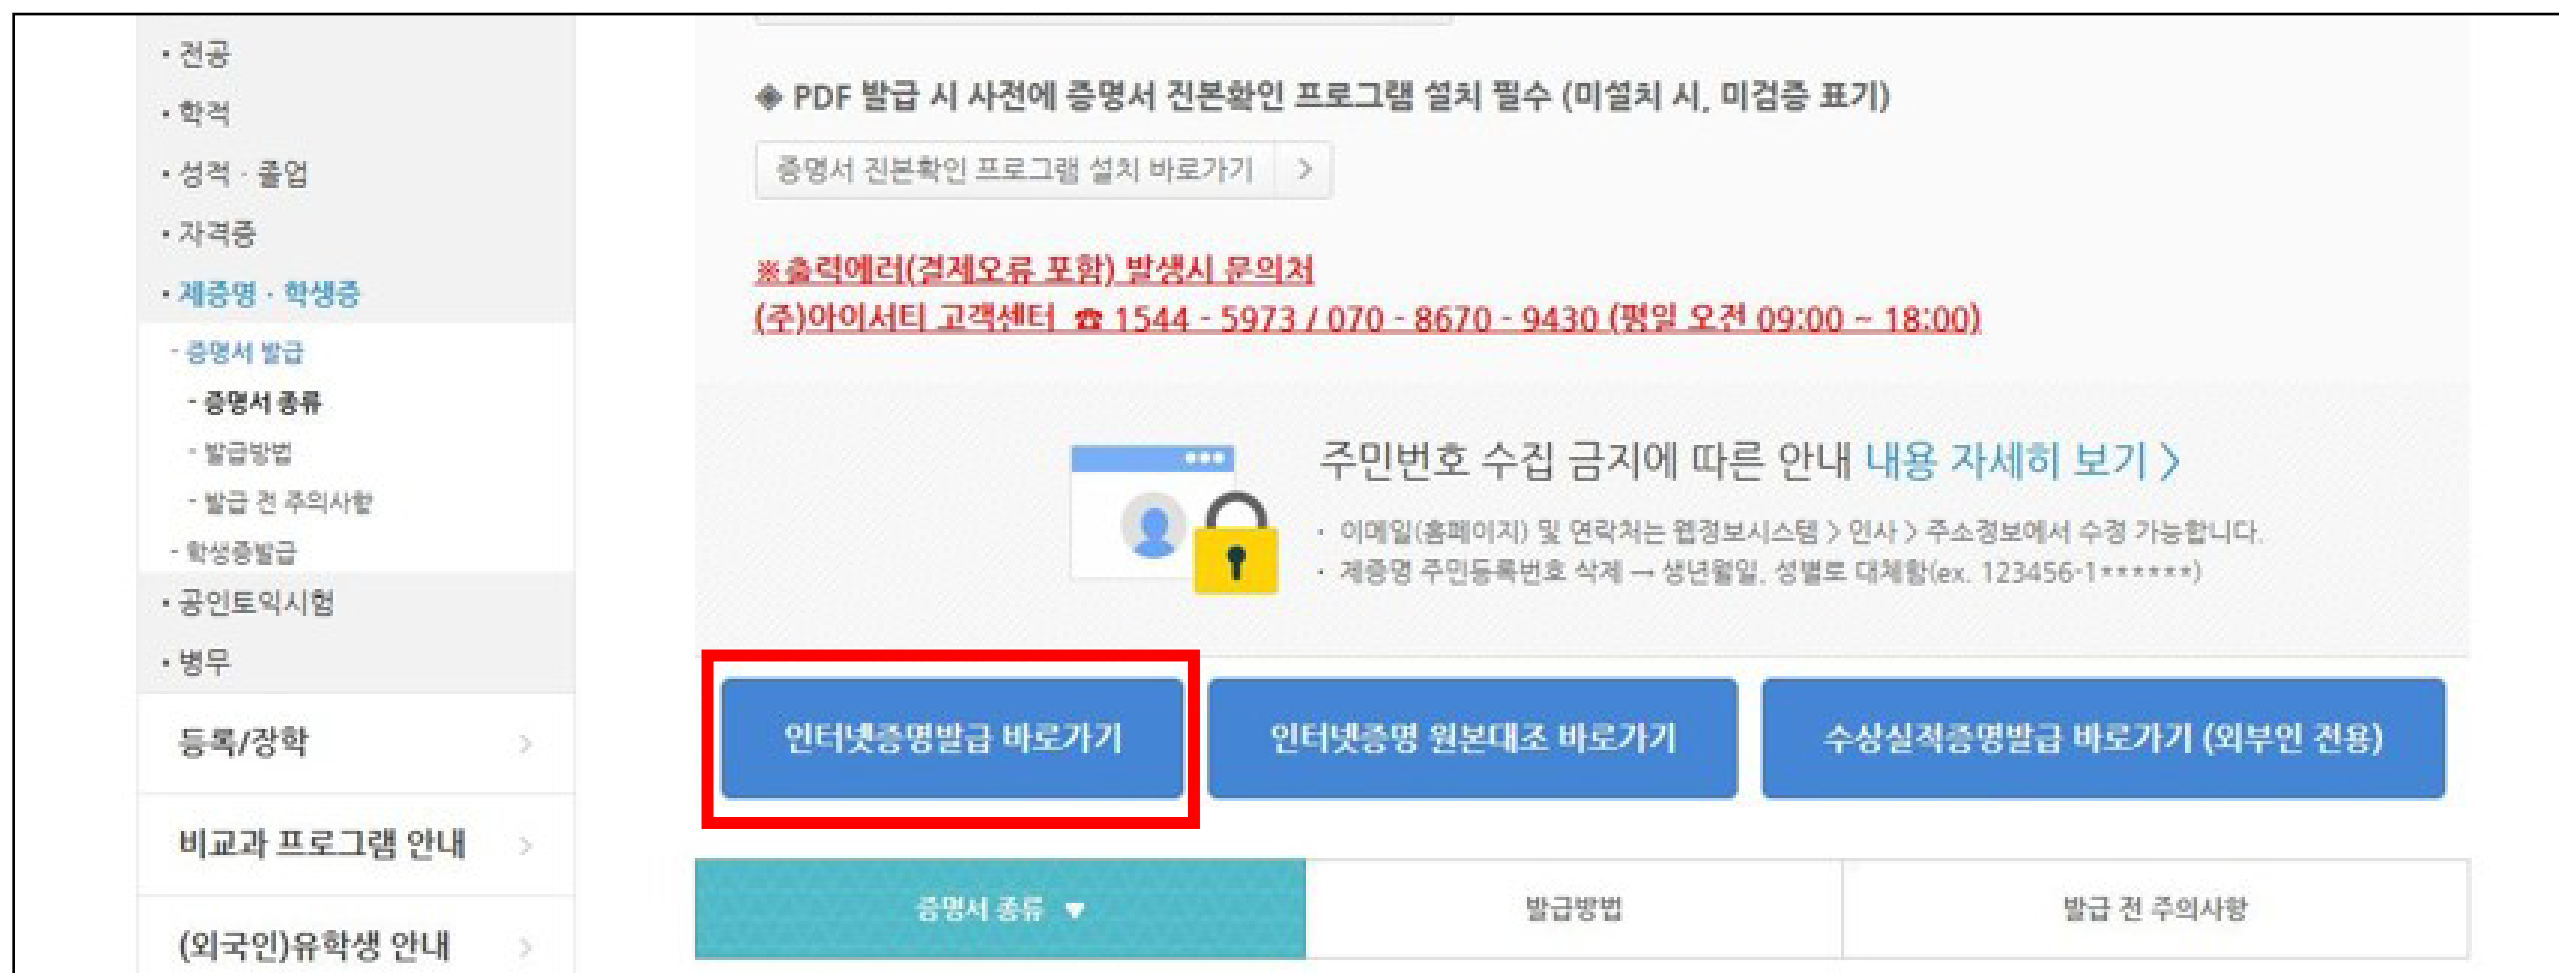 · 전공
· 학적
· 성적 · 졸업
· 자격증
· 제증명 · 학생증
- 증명서 발급
- 증명서 종류
- 발급방법
- 발급 전 주의사항
- 학생증발급
· 공인토익시험
· 병무
등록/장학 >
비교과 프로그램 안내 >
(외국인)유학생 안내 >
◈ PDF 발급 시 사전에 증명서 진본확인 프로그램 설치 필수 (미설치 시, 미검증 표기)
증명서 진본확인 프로그램 설치 바로가기 >
※출력에러(결제오류 포함) 발생시 문의처
(주)아이서티 고객센터 ☎ 1544 - 5973 / 070 - 8670 - 9430 (평일 오전 09:00 ~ 18:00)
주민번호 수집 금지에 따른 안내 내용 자세히 보기 >
· 이메일(홈페이지) 및 연락처는 웹정보시스템 > 인사 > 주소정보에서 수정 가능합니다.
· 제증명 주민등록번호 삭제 → 생년월일, 성별로 대체함(ex. 123456-1******)
인터넷증명발급 바로가기
인터넷증명 원본대조 바로가기
수상실적증명발급 바로가기 (외부인 전용)
증명서 종류 ▼
발급방법
발급 전 주의사항